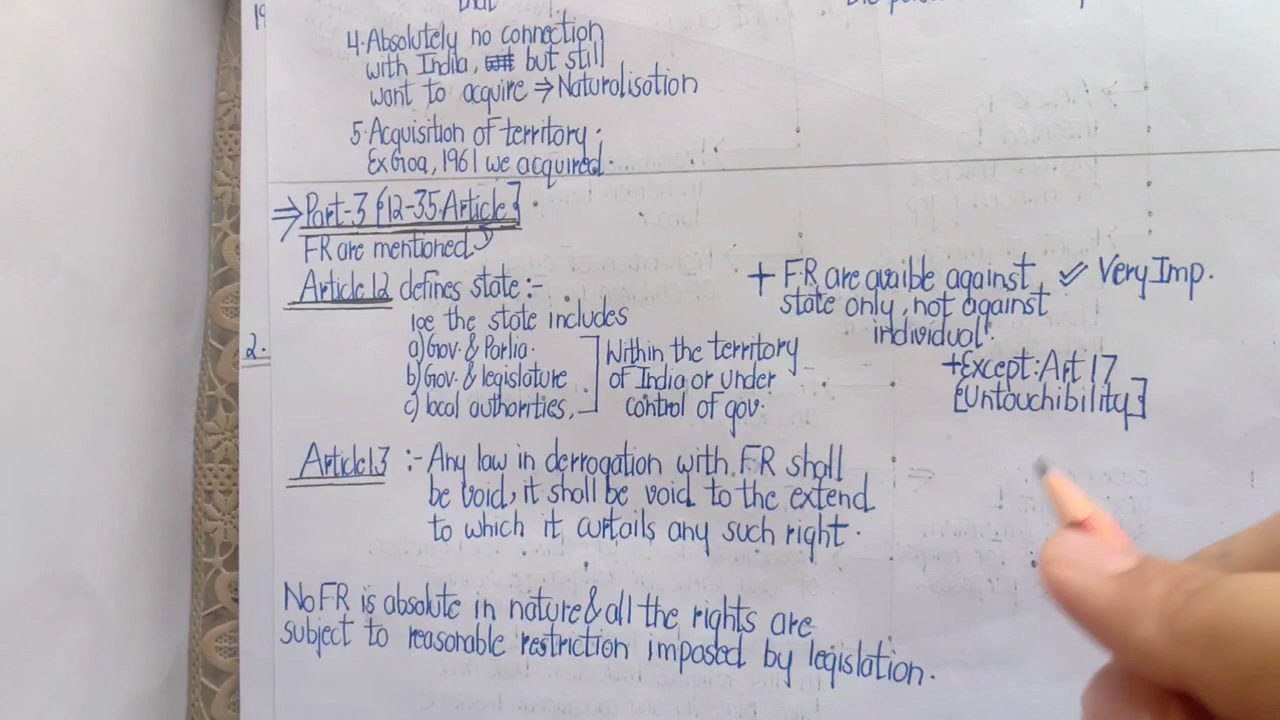 19
that
4. Absolutely no connection
with India, but still
want to acquire ⇒ Naturalisation
5. Acquisition of territory.
Ex Goa, 1961 we acquired.
⇒ Part-3 {12-35 Article}
FR are mentioned
Article 12 defines state :-
ige the state includes
a) Gov. & Parlia.
b) Gov. & legislature
c) local authorities,
Within the territory
of India or under
control of gov.
+ F.R are avaible against ✓ Very Imp.
state only, not against
individual!
+Except: Art 17
[Untouchibility]
2.
Article 13 :- Any law in derrogation with FR shall
be void, it shall be void to the extend
to which it curtails any such right.
No FR is absolute in nature & all the rights are
subject to reasonable restriction imposed by legislation.